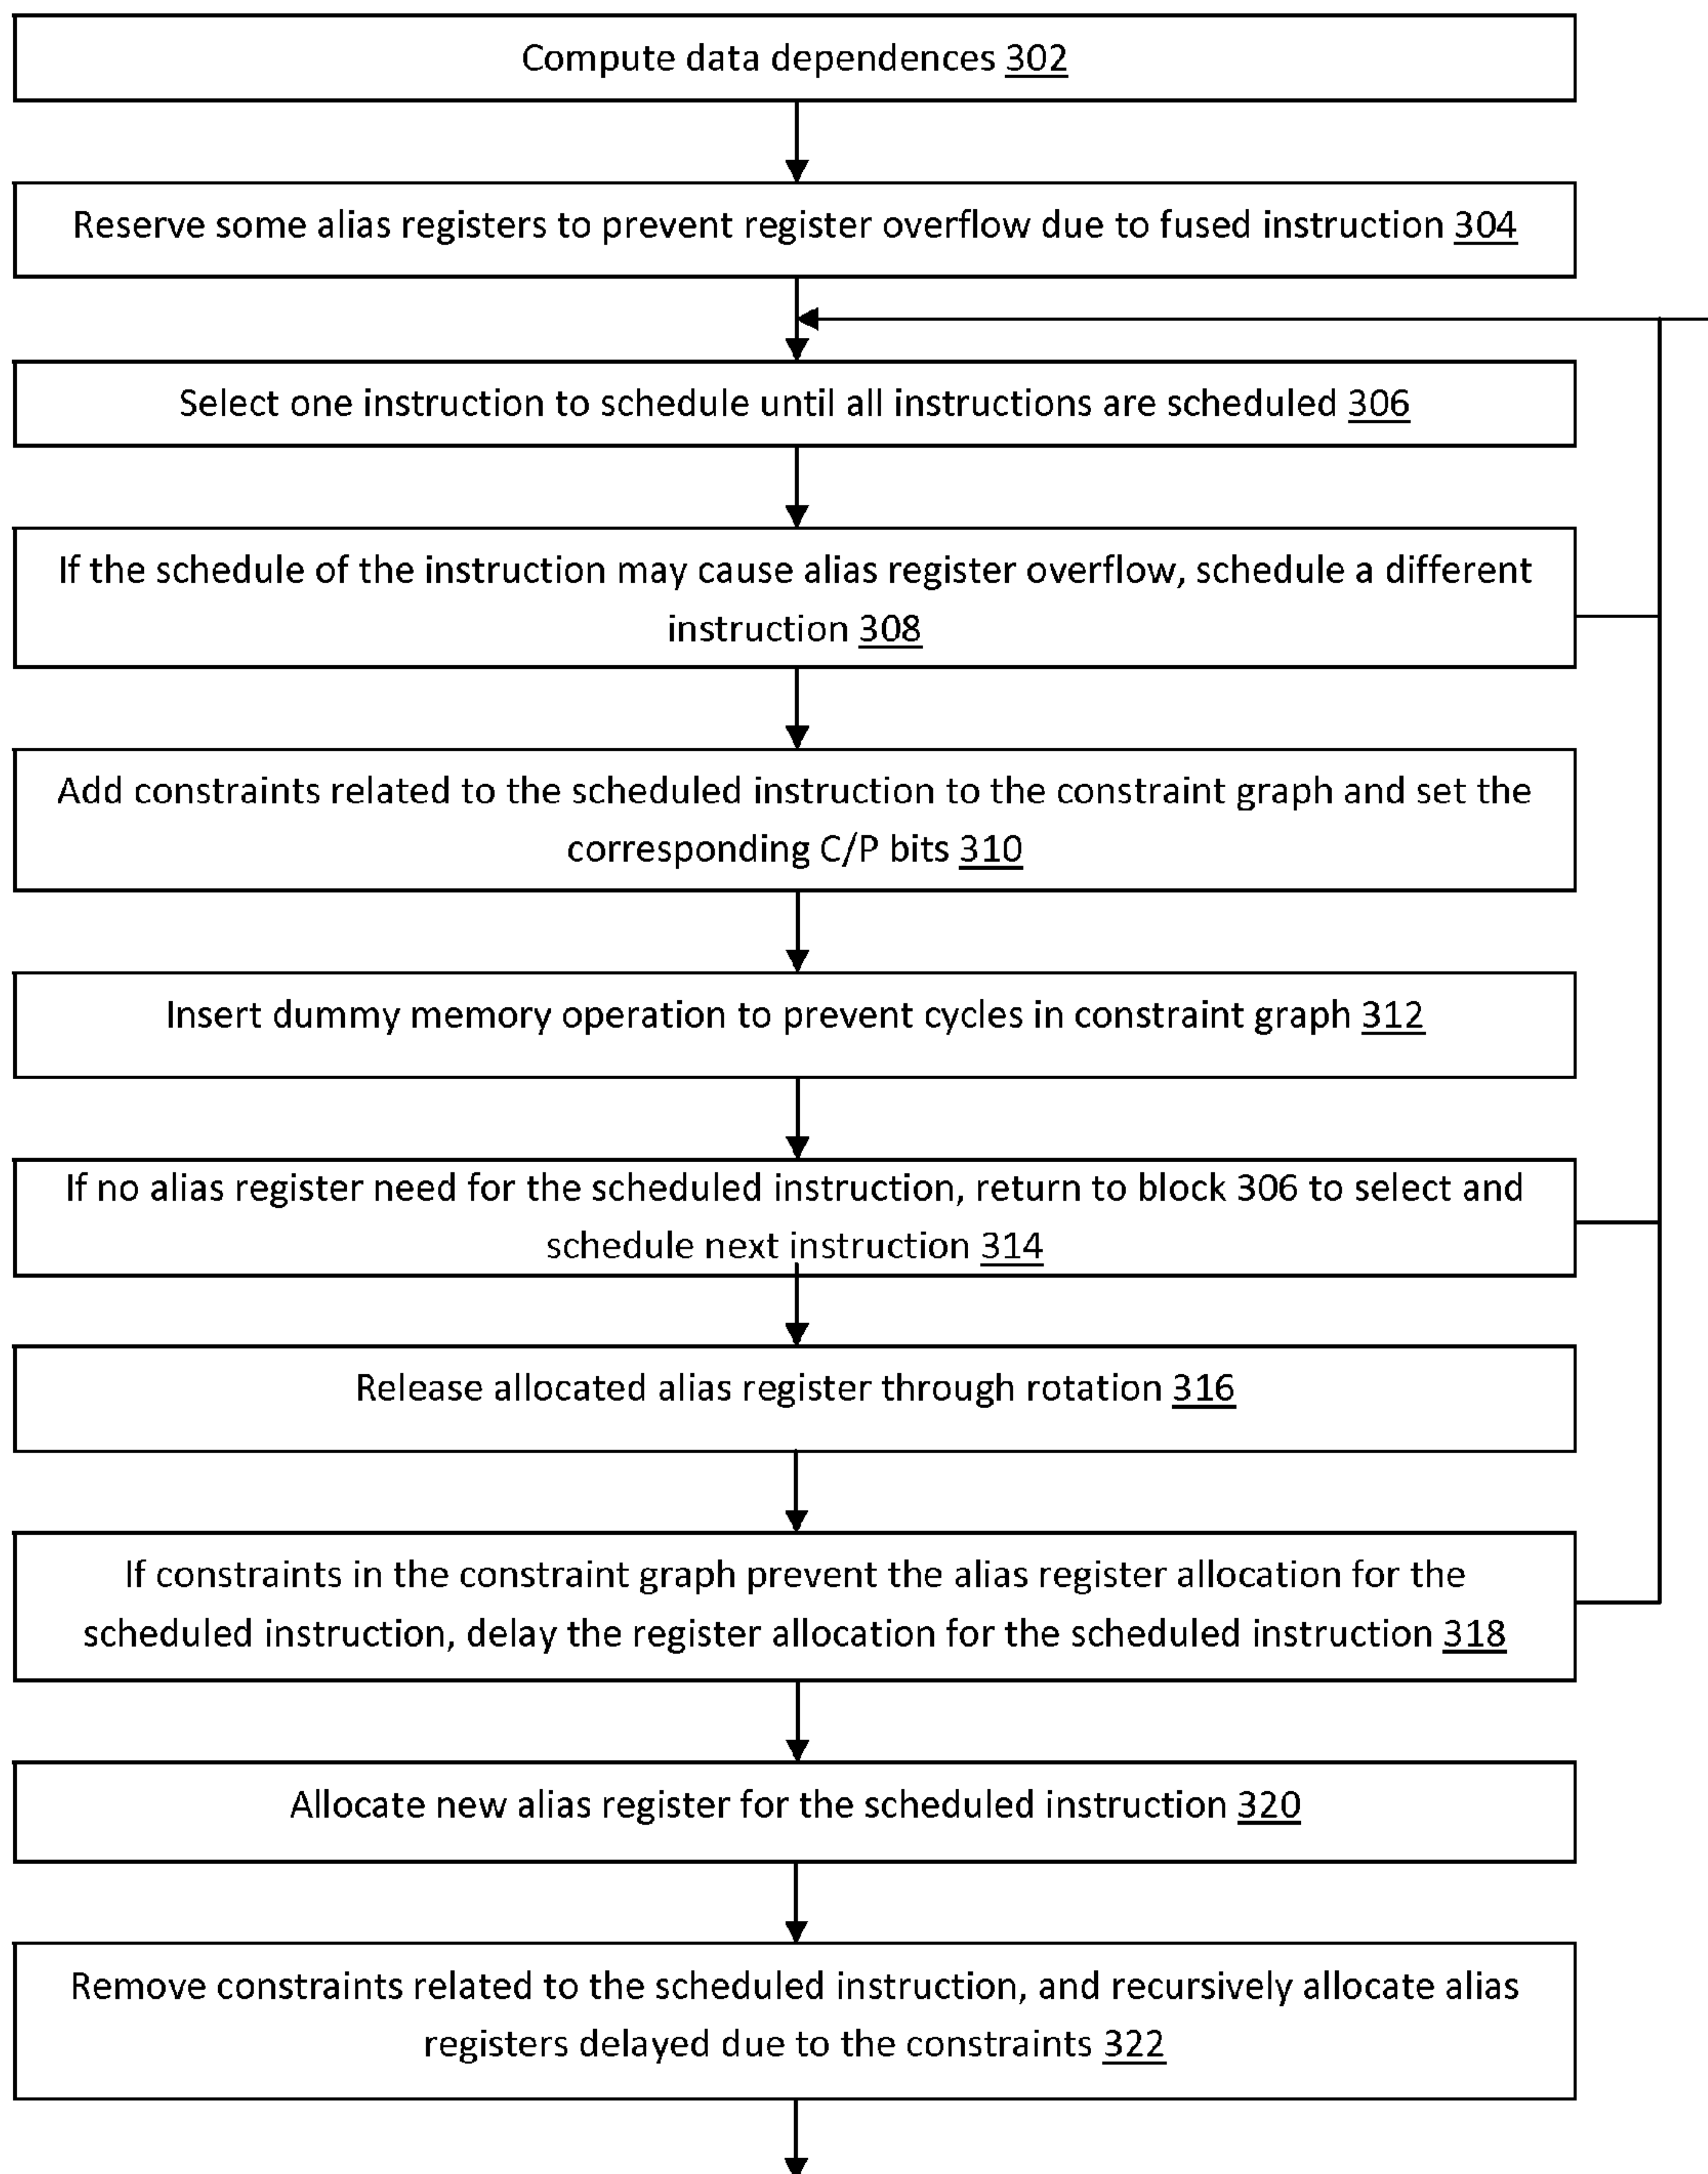 Compute data dependences 302
Reserve some alias registers to prevent register overflow due to fused instruction 304
Select one instruction to schedule until all instructions are scheduled 306
If the schedule of the instruction may cause alias register overflow, schedule a different
instruction 308
Add constraints related to the scheduled instruction to the constraint graph and set the
corresponding C/P bits 310
Insert dummy memory operation to prevent cycles in constraint graph 312
If no alias register need for the scheduled instruction, return to block 306 to select and
schedule next instruction 314
Release allocated alias register through rotation 316
If constraints in the constraint graph prevent the alias register allocation for the
scheduled instruction, delay the register allocation for the scheduled instruction 318
Allocate new alias register for the scheduled instruction 320
Remove constraints related to the scheduled instruction, and recursively allocate alias
registers delayed due to the constraints 322